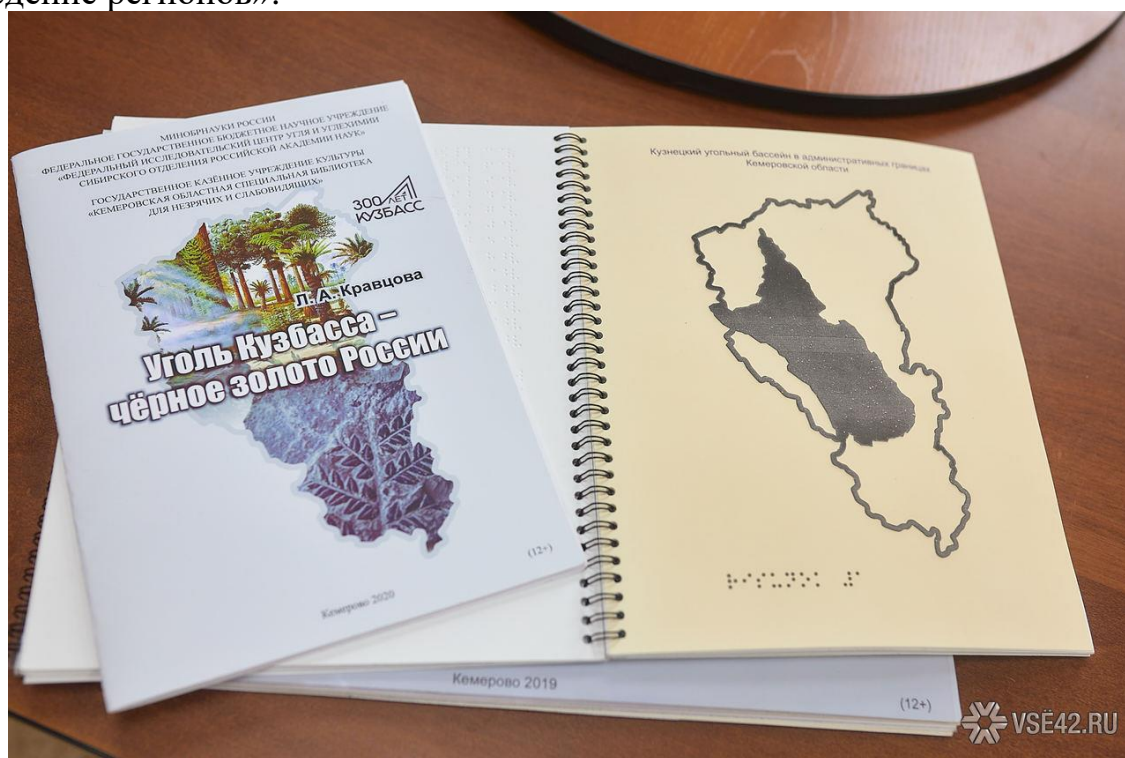 дение регионов».
МИНОБРНАУКИ РОССИИ
ФЕДЕРАЛЬНОЕ ГОСУДАРСТВЕННОЕ БЮДЖЕТНОЕ НАУЧНОЕ УЧРЕЖДЕНИЕ
«ФЕДЕРАЛЬНЫЙ ИССЛЕДОВАТЕЛЬСКИЙ ЦЕНТР УГЛЯ И УГЛЕХИМИИ
СИБИРСКОГО ОТДЕЛЕНИЯ РОССИЙСКОЙ АКАДЕМИИ НАУК»
ГОСУДАРСТВЕННОЕ КАЗЁННОЕ УЧРЕЖДЕНИЕ КУЛЬТУРЫ
«КЕМЕРОВСКАЯ ОБЛАСТНАЯ СПЕЦИАЛЬНАЯ БИБЛИОТЕКА
ДЛЯ НЕЗРЯЧИХ И СЛАБОВИДЯЩИХ»
300 ЛЕТ
КУЗБАСС
Л. А. Кравцова
Уголь Кузбасса –
чёрное золото России
(12+)
Кемерово 2020
Кузнецкий угольный бассейн в административных границах
Кемеровской области
Кемерово 2019
(12+)
VSЁ42.RU